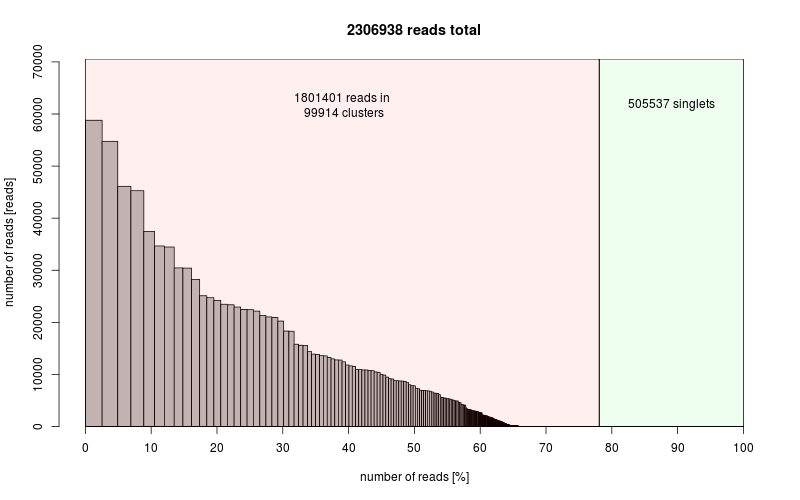 2306938 reads total
1801401 reads in
99914 clusters
505537 singlets
number of reads [reads]
70000
60000
50000
40000
30000
20000
10000
0
0 10 20 30 40 50 60 70 80 90 100
number of reads [%]